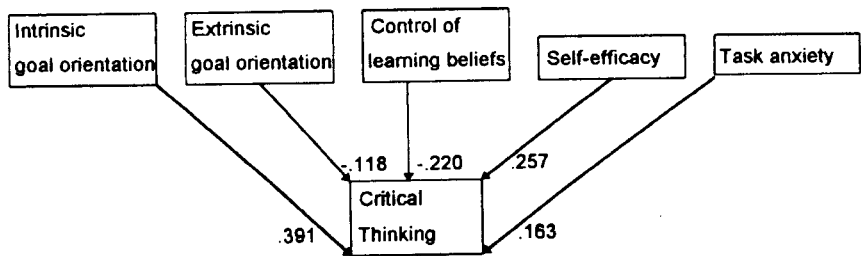 Intrinsic
goal orientation
Extrinsic
goal orientation
Control of
learning beliefs
Self-efficacy
Task anxiety
-.118
-.220
.257
Critical
Thinking
.391
.163